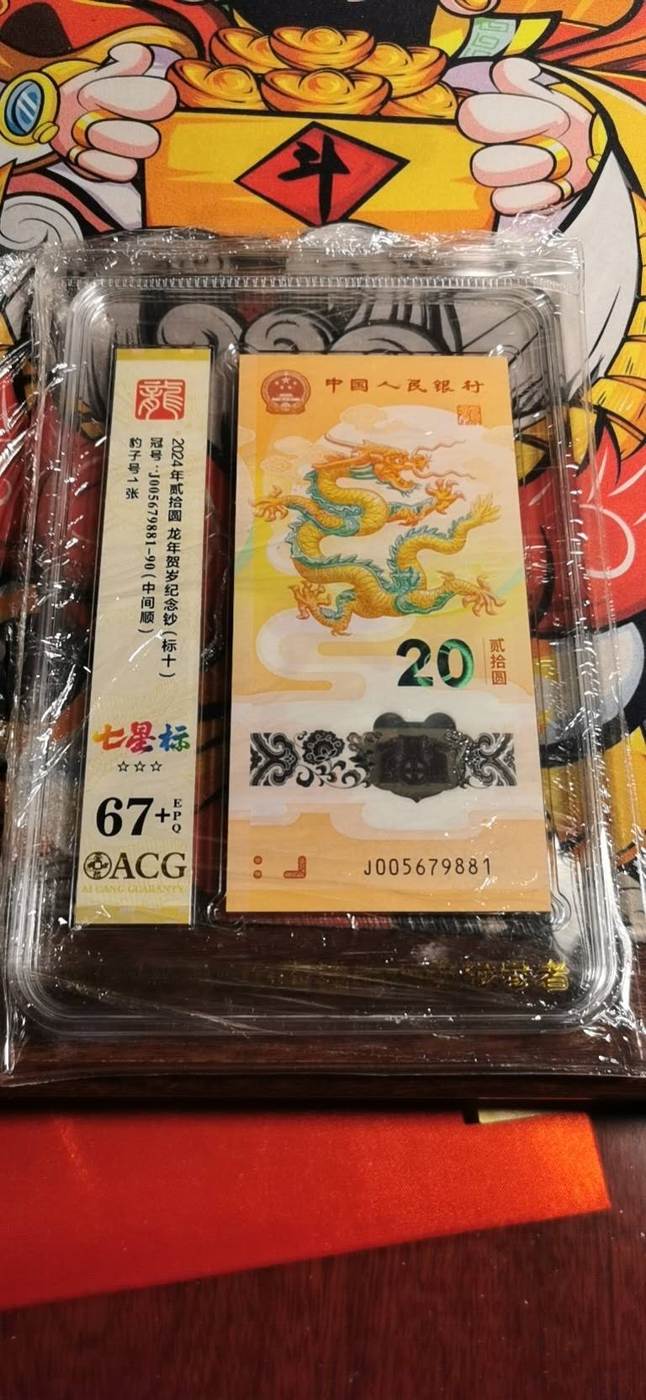 斗
龍
2024年贰拾圆 龙年贺岁纪念钞（标十）
冠号：J005679881-90（中间顺）
豹子号1张
七星标
☆☆☆
67+
EPQ
ACG
AI CANG GUARANTY
中国人民银行
20
贰拾圆
J005679881